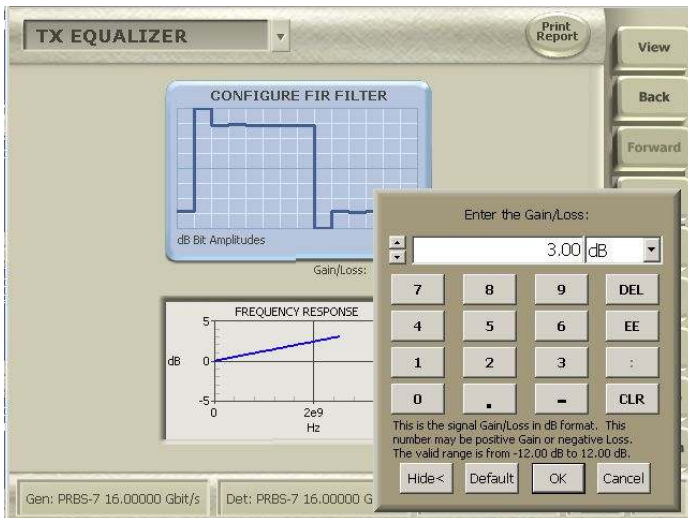 TX EQUALIZER
Print
Report
View
Back
Forward
CONFIGURE FIR FILTER
dB Bit Amplitudes
Gain/Loss:
FREQUENCY RESPONSE
5
dB
0
-5
0
2e9
Hz
Enter the Gain/Loss:
3.00 dB
7 8 9 DEL
4 5 6 EE
1 2 3 :
0 . - CLR
This is the signal Gain/Loss in dB format. This
number may be positive Gain or negative Loss.
The valid range is from -12.00 dB to 12.00 dB.
Hide< Default OK Cancel
Gen: PRBS-7 16.00000 Gbit/s
Det: PRBS-7 16.00000 G